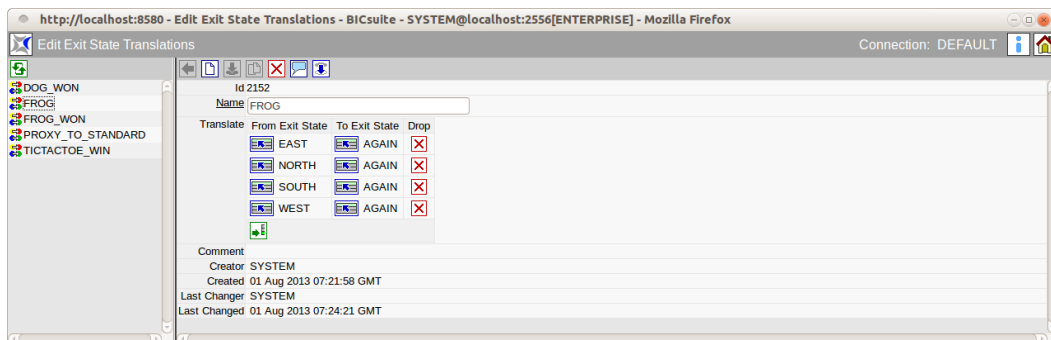 http://localhost:8580 - Edit Exit State Translations - BICsuite - SYSTEM@localhost:2556[ENTERPRISE] - Mozilla Firefox
Edit Exit State Translations Connection: DEFAULT
DOG_WON
FROG
FROG_WON
PROXY_TO_STANDARD
TICTACTOE_WIN
Id 2152
Name FROG
Translate From Exit State To Exit State Drop
EAST AGAIN
NORTH AGAIN
SOUTH AGAIN
WEST AGAIN
Comment
Creator SYSTEM
Created 01 Aug 2013 07:21:58 GMT
Last Changer SYSTEM
Last Changed 01 Aug 2013 07:24:21 GMT